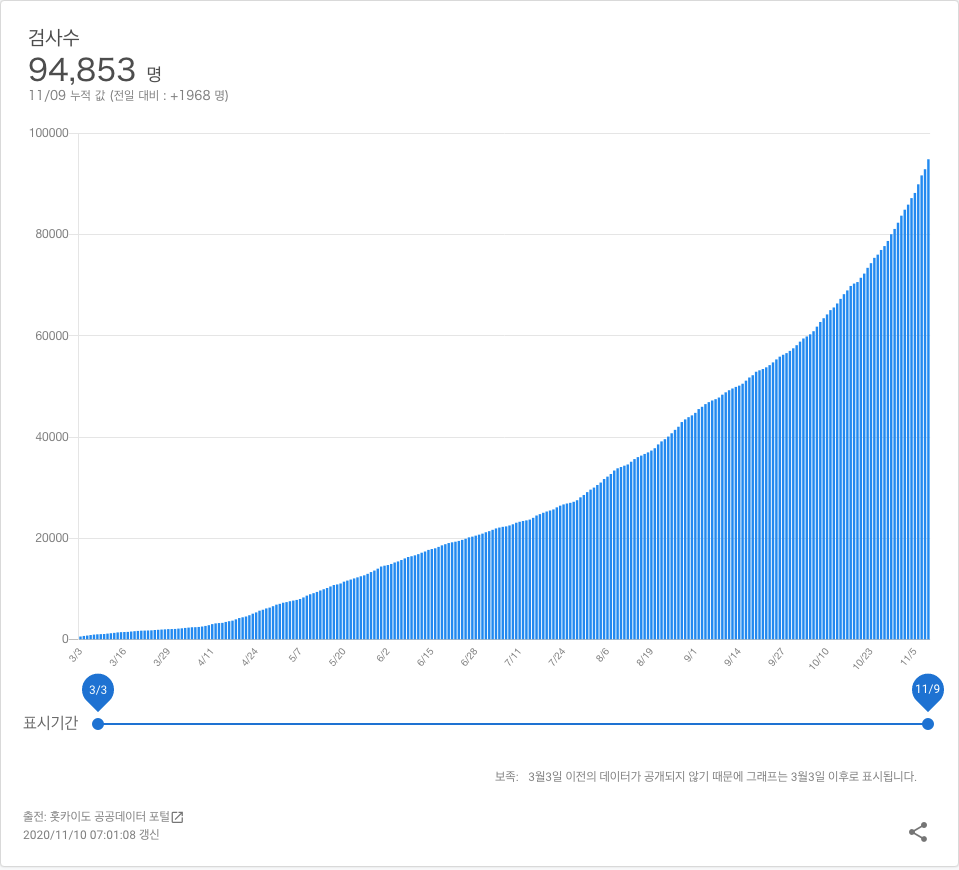 검사수
94,853 명
11/09 누적 값 (전일 대비 : +1968 명)
100000
80000
60000
40000
20000
0
3/3 3/16 3/29 4/11 4/24 5/7 5/20 6/2 6/15 6/28 7/11 7/24 8/6 8/19 9/1 9/14 9/27 10/10 10/23 11/5
3/3 11/9
표시기간
보족: 3월3일 이전의 데이터가 공개되지 않기 때문에 그래프는 3월3일 이후로 표시됩니다.
출전: 홋카이도 공공데이터 포털
2020/11/10 07:01:08 갱신